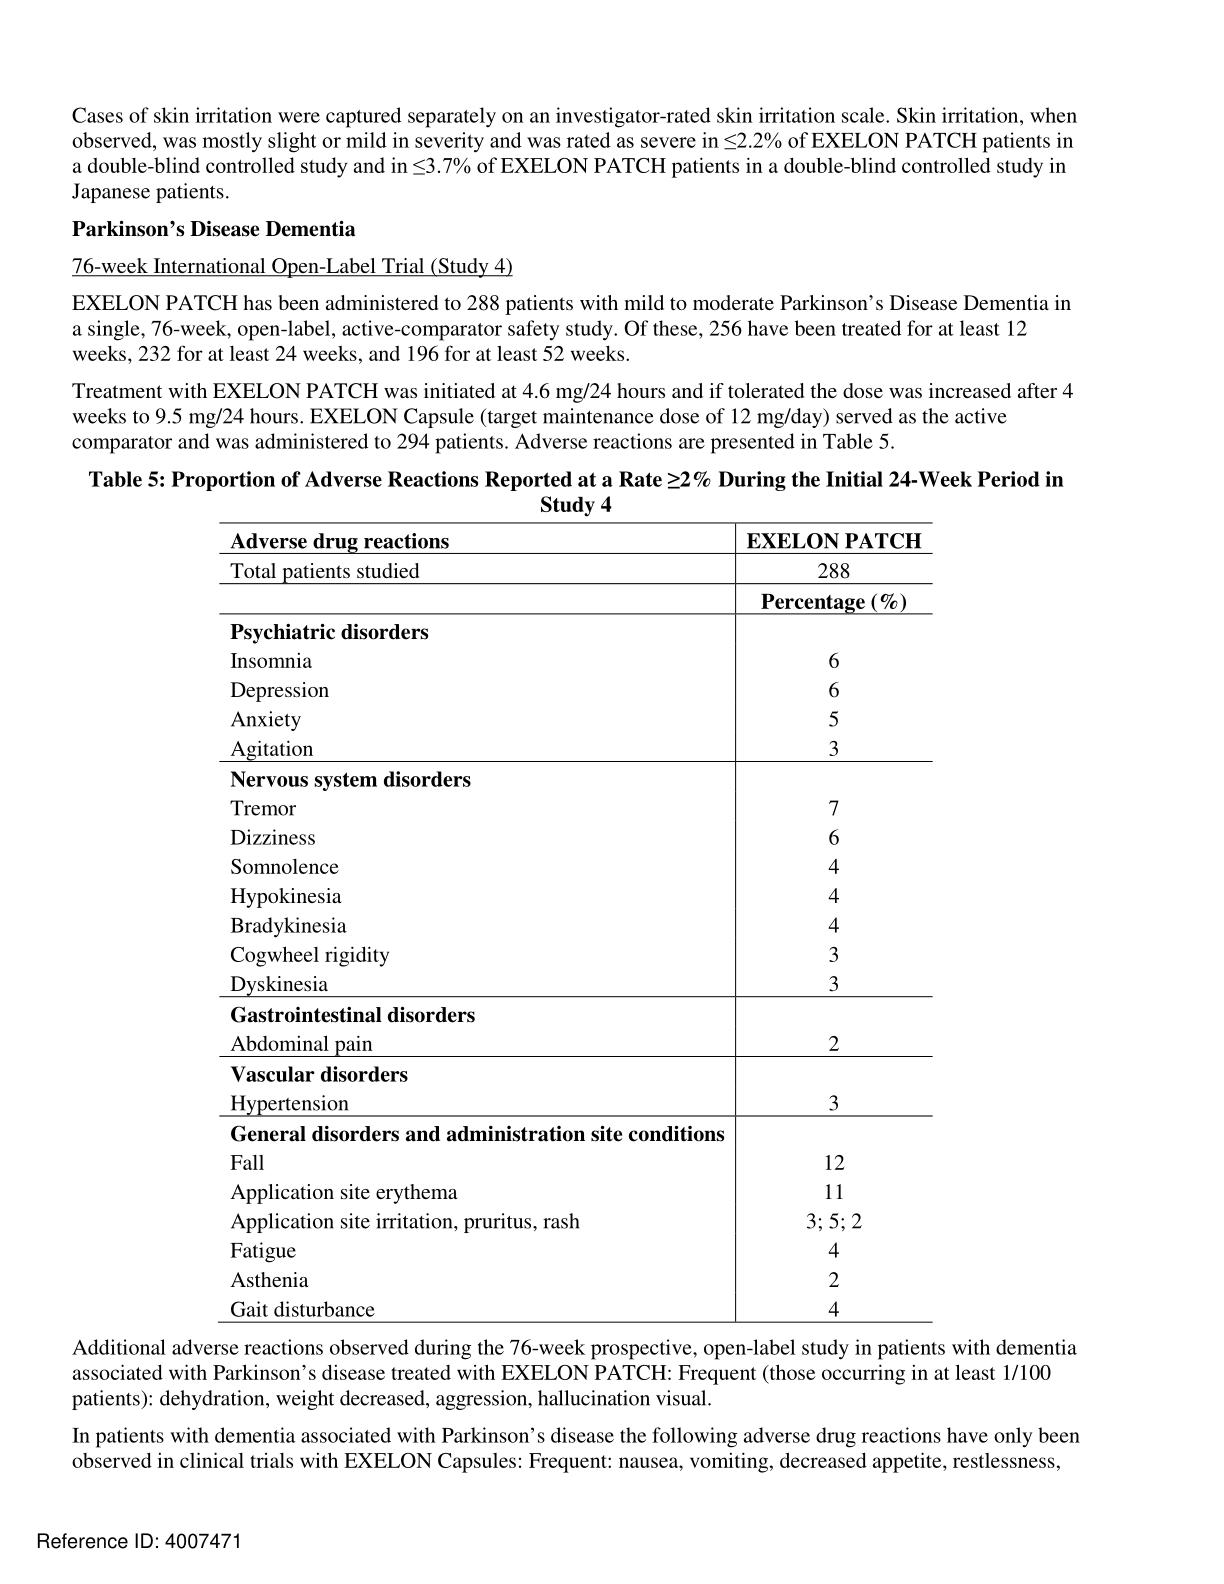 Cases of skin irritation were captured separately on an investigator-rated skin irritation scale. Skin irritation, when
observed, was mostly slight or mild in severity and was rated as severe in ≤2.2% of EXELON PATCH patients in
a double-blind controlled study and in ≤3.7% of EXELON PATCH patients in a double-blind controlled study in
Japanese patients.
Parkinson’s Disease Dementia
76-week International Open-Label Trial (Study 4)
EXELON PATCH has been administered to 288 patients with mild to moderate Parkinson’s Disease Dementia in
a single, 76-week, open-label, active-comparator safety study. Of these, 256 have been treated for at least 12
weeks, 232 for at least 24 weeks, and 196 for at least 52 weeks.
Treatment with EXELON PATCH was initiated at 4.6 mg/24 hours and if tolerated the dose was increased after 4
weeks to 9.5 mg/24 hours. EXELON Capsule (target maintenance dose of 12 mg/day) served as the active
comparator and was administered to 294 patients. Adverse reactions are presented in Table 5.
Table 5: Proportion of Adverse Reactions Reported at a Rate ≥2% During the Initial 24-Week Period in
Study 4
Adverse drug reactions EXELON PATCH
Total patients studied 288
Percentage (%)
Psychiatric disorders
Insomnia 6
Depression 6
Anxiety 5
Agitation 3
Nervous system disorders
Tremor 7
Dizziness 6
Somnolence 4
Hypokinesia 4
Bradykinesia 4
Cogwheel rigidity 3
Dyskinesia 3
Gastrointestinal disorders
Abdominal pain 2
Vascular disorders
Hypertension 3
General disorders and administration site conditions
Fall 12
Application site erythema 11
Application site irritation, pruritus, rash 3; 5; 2
Fatigue 4
Asthenia 2
Gait disturbance 4
Additional adverse reactions observed during the 76-week prospective, open-label study in patients with dementia
associated with Parkinson’s disease treated with EXELON PATCH: Frequent (those occurring in at least 1/100
patients): dehydration, weight decreased, aggression, hallucination visual.
In patients with dementia associated with Parkinson’s disease the following adverse drug reactions have only been
observed in clinical trials with EXELON Capsules: Frequent: nausea, vomiting, decreased appetite, restlessness,
Reference ID: 4007471